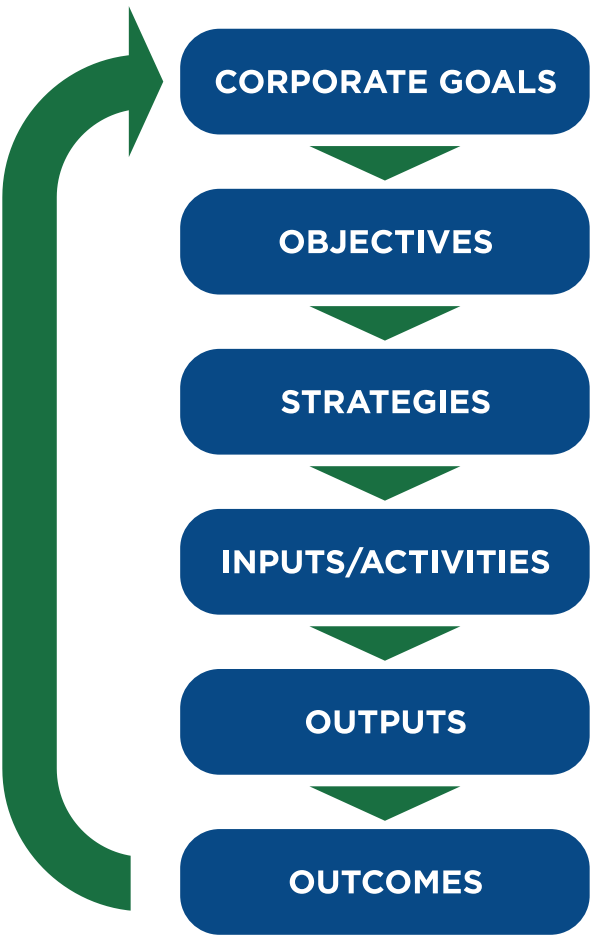 CORPORATE GOALS
OBJECTIVES
STRATEGIES
INPUTS/ACTIVITIES
OUTPUTS
OUTCOMES